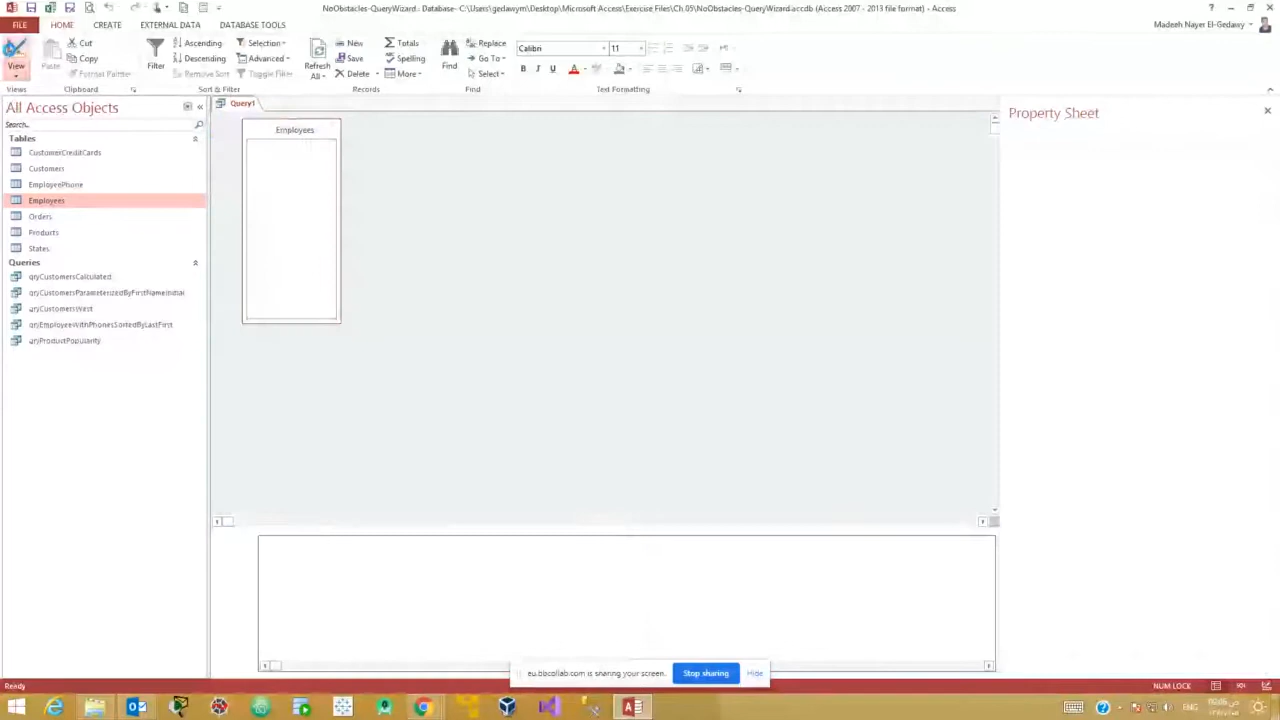 NoObstacles-QueryWizard : Database- C:\Users\gedawym\Desktop\Microsoft Access\Exercise Files\Ch.05\NoObstacles-QueryWizard-accdb (Access 2007 - 2013 file format) - Access
FILE HOME CREATE EXTERNAL DATA DATABASE TOOLS
Madeeh Nayer El-Gedawy
View
Paste
Cut
Copy
Format Painter
Filter
Ascending
Descending
Remove Sort
Selection
Advanced
Toggle Filter
Refresh
All
New
Save
Delete
Totals
Spelling
More
Find
Replace
Go To
Select
Calibri
11
B I U
Views Clipboard Sort & Filter Records Find Text Formatting
All Access Objects
Search..
Tables
CustomerCreditCards
Customers
EmployeePhone
Employees
Orders
Products
States
Queries
qryCustomersCalculated
qryCustomersParameterizedByFirstNameInitial
qryCustomersWest
qryEmployeeWithPhonesSortedByLastFirst
qryProductPopularity
Query1
Employees
Property Sheet
eu.bbcollab.com is sharing your screen.
Stop sharing
Hide
Ready
NUM LOCK
ENG